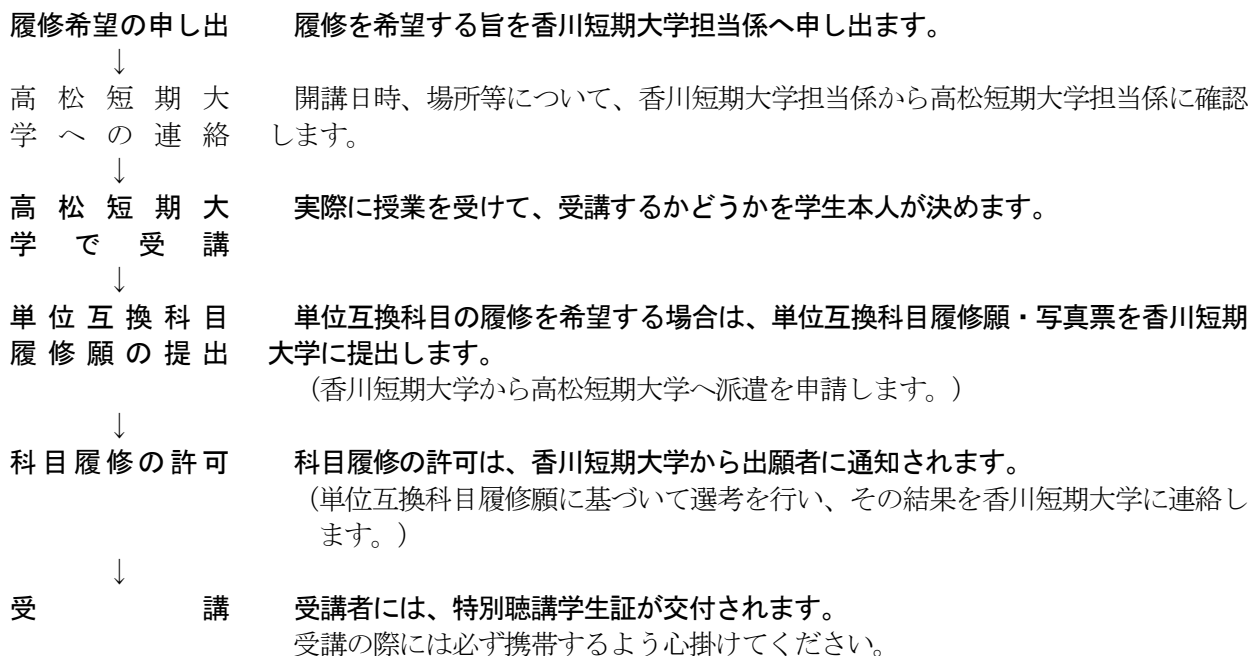 履修希望の申し出 履修を希望する旨を香川短期大学担当係へ申し出ます。
↓
高松短期大 開講日時、場所等について、香川短期大学担当係から高松短期大学担当係に確認
学への連絡 します。
↓
高松短期大 実際に授業を受けて、受講するかどうかを学生本人が決めます。
学で受講
↓
単位互換科目 単位互換科目の履修を希望する場合は、単位互換科目履修願・写真票を香川短期
履修願の提出 大学に提出します。
(香川短期大学から高松短期大学へ派遣を申請します。)
↓
科目履修の許可 科目履修の許可は、香川短期大学から出願者に通知されます。
(単位互換科目履修願に基づいて選考を行い、その結果を香川短期大学に連絡し
ます。)
↓
受講 受講者には、特別聴講学生証が交付されます。
受講の際には必ず携帯するよう心掛けてください。